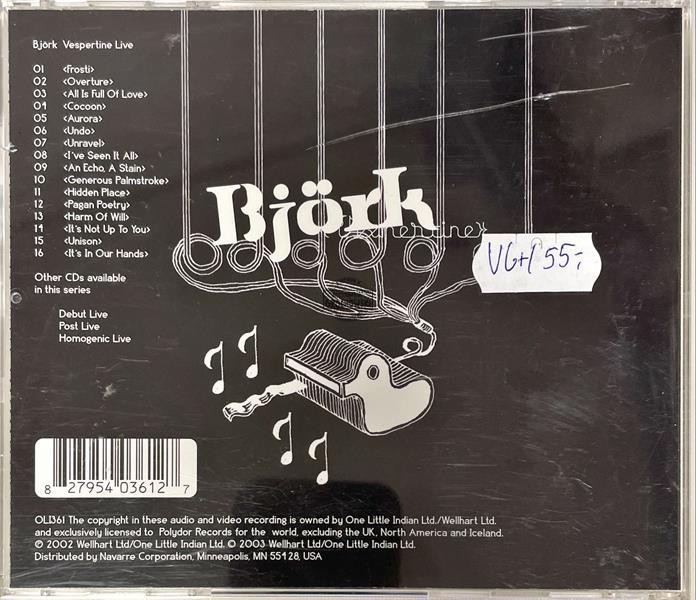 Björk Vespertine Live
01 <Frosti>
02 <Overture>
03 <All Is Full Of Love>
04 <Cocoon>
05 <Aurora>
06 <Undo>
07 <Unravel>
08 <I've Seen It All>
09 <An Echo, A Stain>
10 <Generous Palmstroke>
11 <Hidden Place>
12 <Pagan Poetry>
13 <Harm Of Will>
14 <It's Not Up To You>
15 <Unison>
16 <It's In Our Hands>
Other CDs available
in this series
Debut Live
Post Live
Homogenic Live
Björk
VG+/ 55:-
8 27954 03612 7
OLI361 The copyright in these audio and video recording is owned by One Little Indian Ltd./Wellhart Ltd.
and exclusively licensed to Polydor Records for the world, excluding the UK, North America and Iceland.
℗ 2002 Wellhart Ltd/One Little Indian Ltd. © 2003 Wellhart Ltd/One Little Indian Ltd.
Distributed by Navarre Corporation, Minneapolis, MN 55428, USA